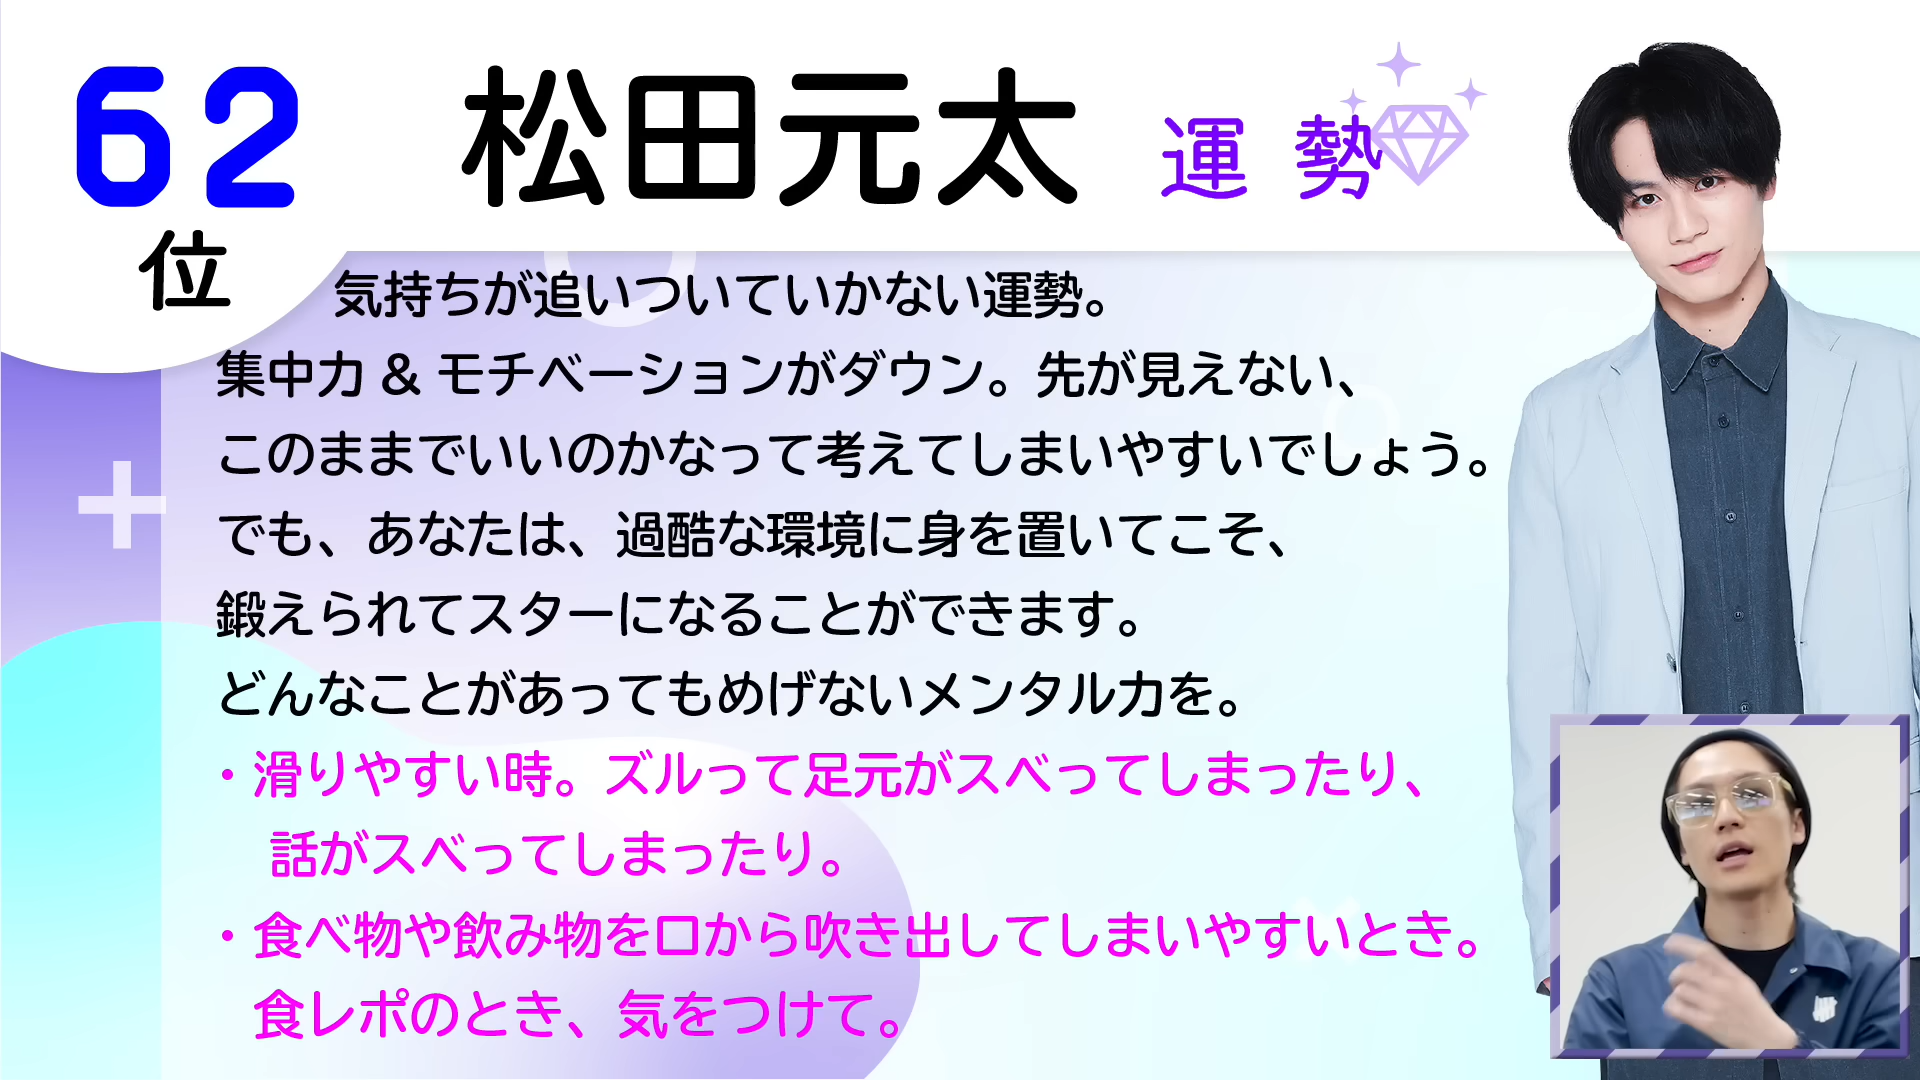 62位
松田元太 運勢
気持ちが追いついていかない運勢。
集中力 & モチベーションがダウン。先が見えない、
このままでいいのかなって考えてしまいやすいでしょう。
でも、あなたは、過酷な環境に身を置いてこそ、
鍛えられてスターになることができます。
どんなことがあってもめげないメンタル力を。
・滑りやすい時。ズルって足元がスベってしまったり、
話がスベってしまったり。
・食べ物や飲み物を口から吹き出してしまいやすいとき。
食レポのとき、気をつけて。